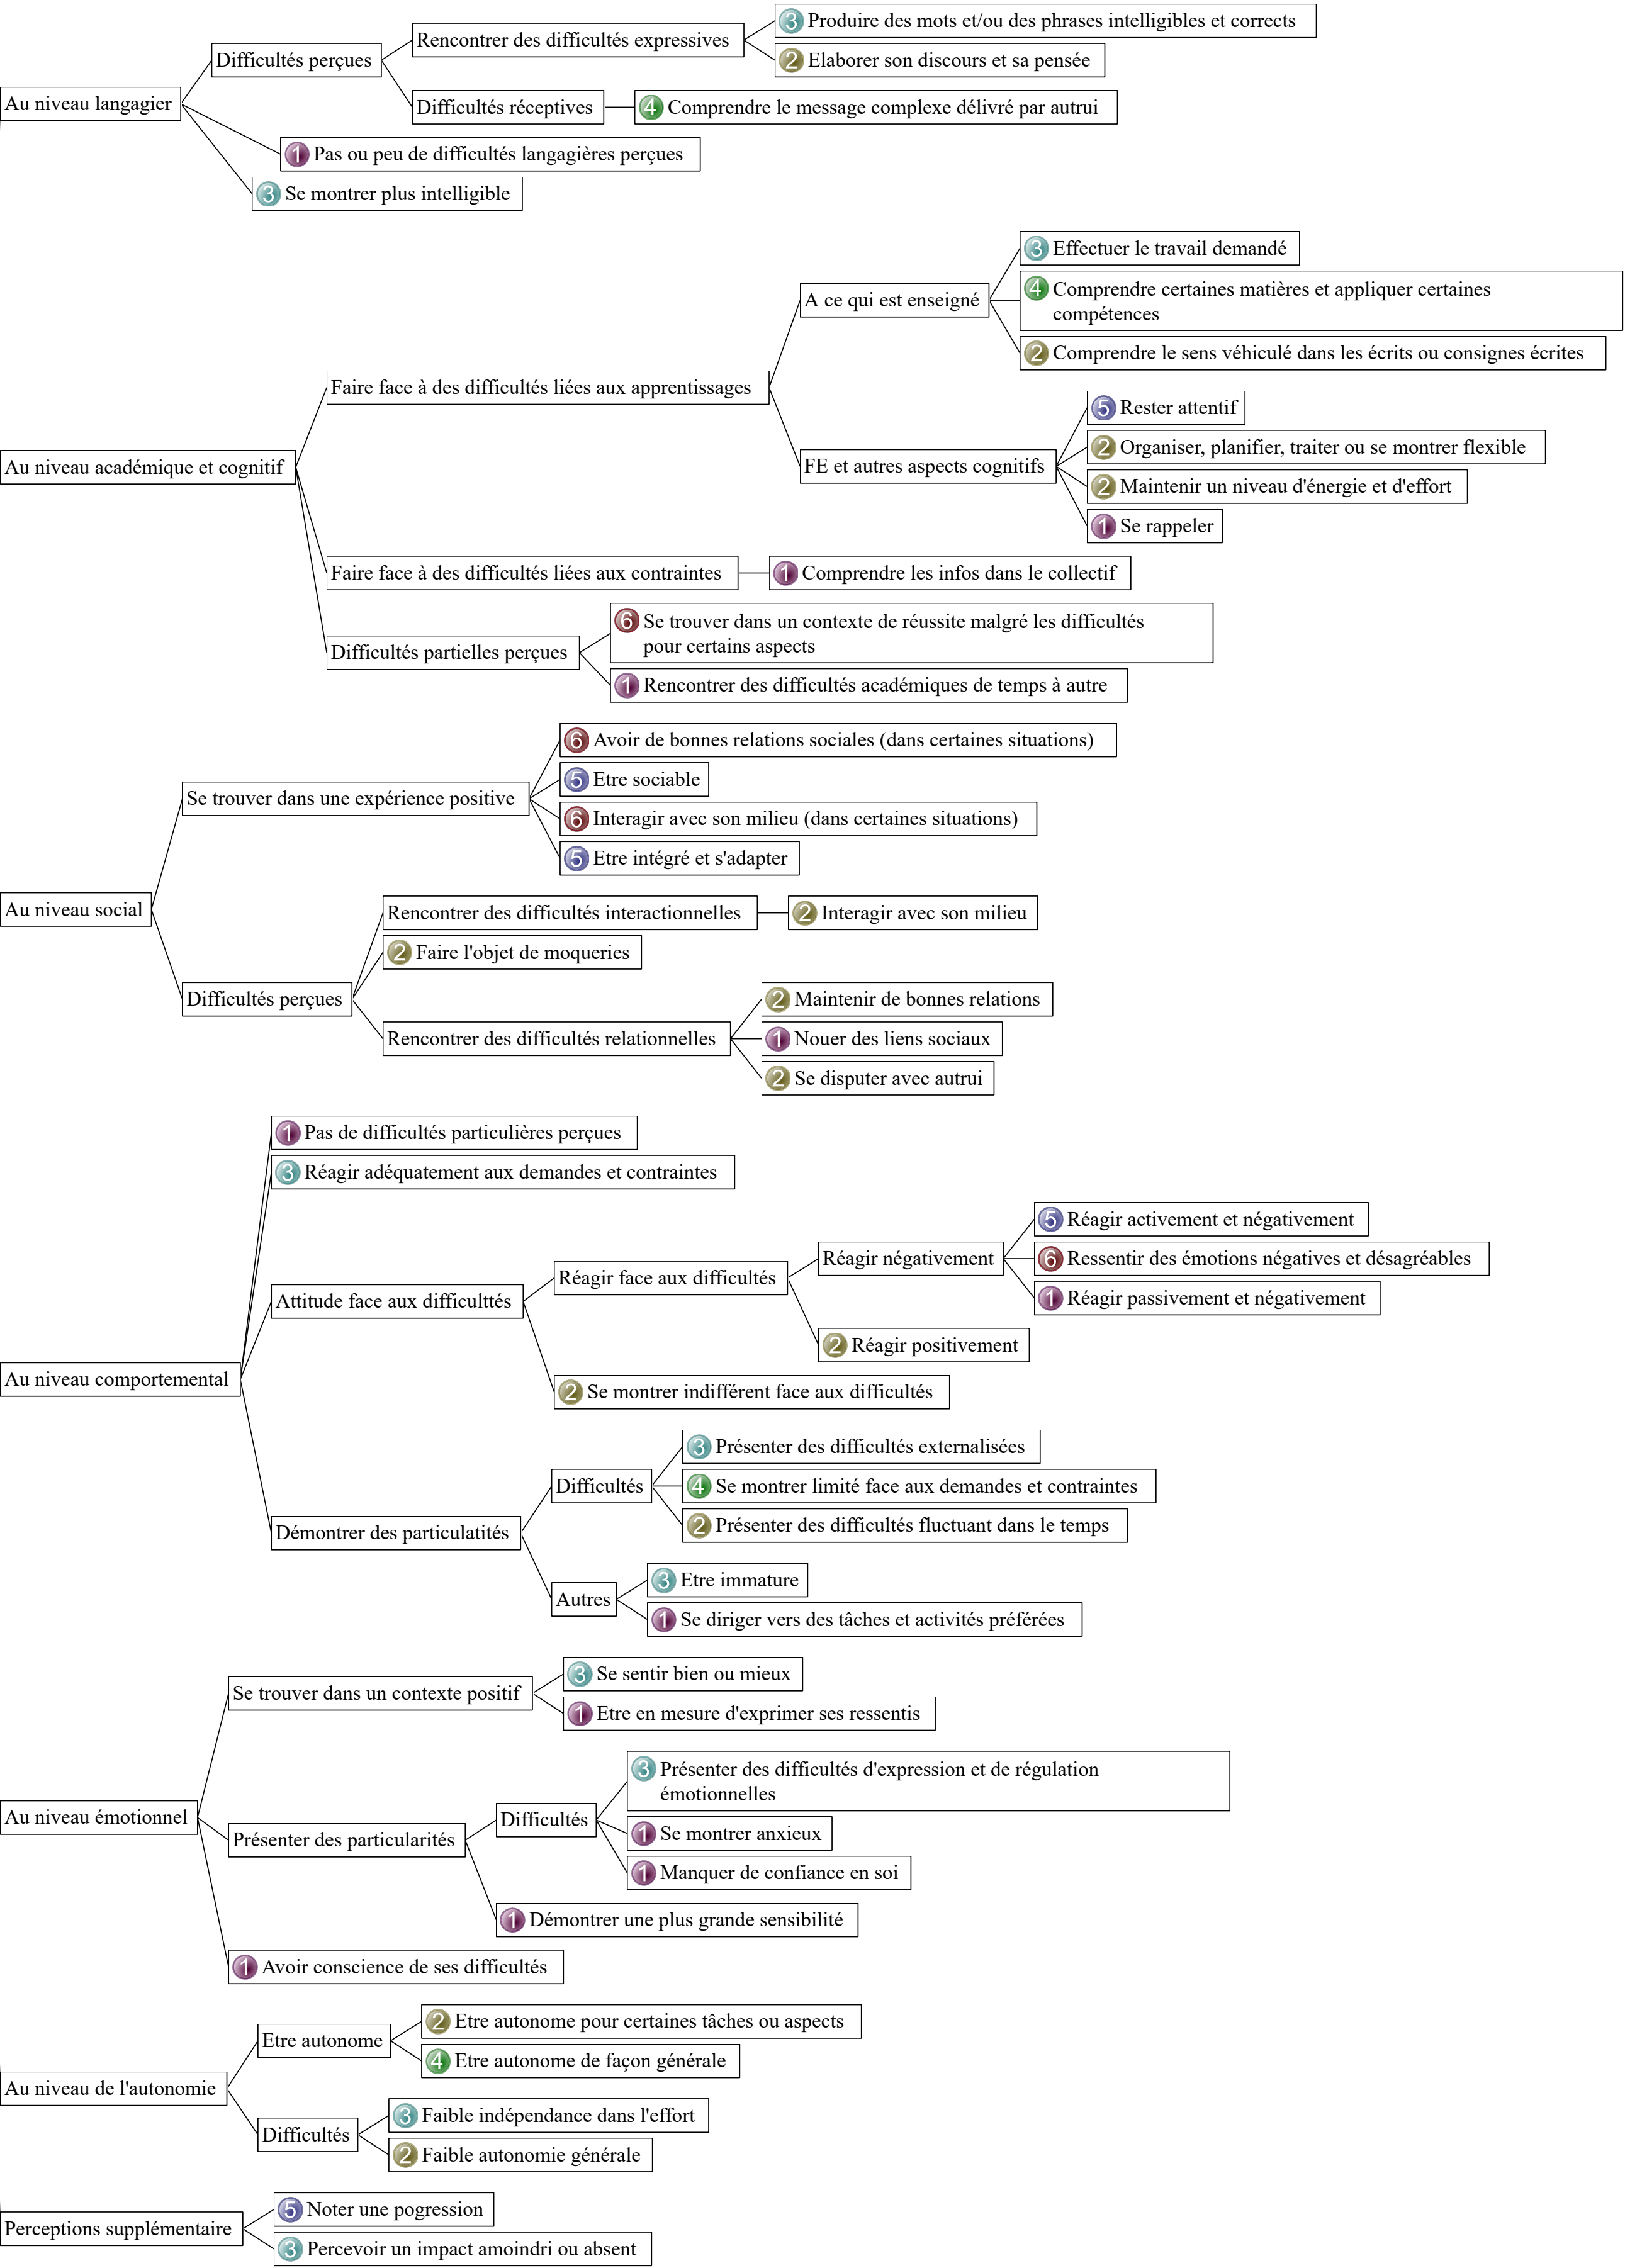 3 Produire des mots et/ou des phrases intelligibles et corrects
Rencontrer des difficultés expressives
Difficultés perçues
2 Elaborer son discours et sa pensée
Au niveau langagier
Difficultés réceptives
4 Comprendre le message complexe délivré par autrui
1 Pas ou peu de difficultés langagières perçues
3 Se montrer plus intelligible
3 Effectuer le travail demandé
A ce qui est enseigné
4 Comprendre certaines matières et appliquer certaines
compétences
2 Comprendre le sens véhiculé dans les écrits ou consignes écrites
Faire face à des difficultés liées aux apprentissages
5 Rester attentif
2 Organiser, planifier, traiter ou se montrer flexible
Au niveau académique et cognitif
FE et autres aspects cognitifs
2 Maintenir un niveau d'énergie et d'effort
1 Se rappeler
Faire face à des difficultés liées aux contraintes
1 Comprendre les infos dans le collectif
6 Se trouver dans un contexte de réussite malgré les difficultés
pour certains aspects
Difficultés partielles perçues
1 Rencontrer des difficultés académiques de temps à autre
6 Avoir de bonnes relations sociales (dans certaines situations)
5 Etre sociable
Se trouver dans une expérience positive
6 Interagir avec son milieu (dans certaines situations)
5 Etre intégré et s'adapter
Au niveau social
Rencontrer des difficultés interactionnelles
2 Interagir avec son milieu
2 Faire l'objet de moqueries
Difficultés perçues
2 Maintenir de bonnes relations
Rencontrer des difficultés relationnelles
1 Nouer des liens sociaux
2 Se disputer avec autrui
1 Pas de difficultés particulières perçues
3 Réagir adéquatement aux demandes et contraintes
5 Réagir activement et négativement
Réagir négativement
6 Ressentir des émotions négatives et désagréables
Réagir face aux difficultés
1 Réagir passivement et négativement
Attitude face aux difficulttés
2 Réagir positivement
Au niveau comportemental
2 Se montrer indifférent face aux difficultés
3 Présenter des difficultés externalisées
Difficultés
4 Se montrer limité face aux demandes et contraintes
2 Présenter des difficultés fluctuant dans le temps
Démontrer des particulatités
3 Etre immature
Autres
1 Se diriger vers des tâches et activités préférées
3 Se sentir bien ou mieux
Se trouver dans un contexte positif
1 Etre en mesure d'exprimer ses ressentis
3 Présenter des difficultés d'expression et de régulation
émotionnelles
Au niveau émotionnel
Difficultés
Présenter des particularités
1 Se montrer anxieux
1 Manquer de confiance en soi
1 Démontrer une plus grande sensibilité
1 Avoir conscience de ses difficultés
2 Etre autonome pour certaines tâches ou aspects
Etre autonome
4 Etre autonome de façon générale
Au niveau de l'autonomie
3 Faible indépendance dans l'effort
Difficultés
2 Faible autonomie générale
5 Noter une pogression
Perceptions supplémentaire
3 Percevoir un impact amoindri ou absent